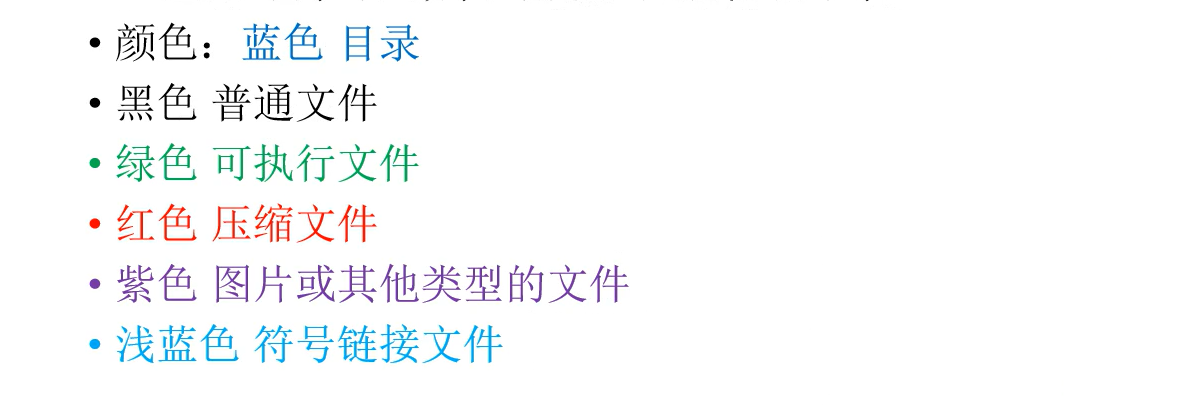 • 颜色：蓝色 目录
• 黑色 普通文件
• 绿色 可执行文件
• 红色 压缩文件
• 紫色 图片或其他类型的文件
• 浅蓝色 符号链接文件